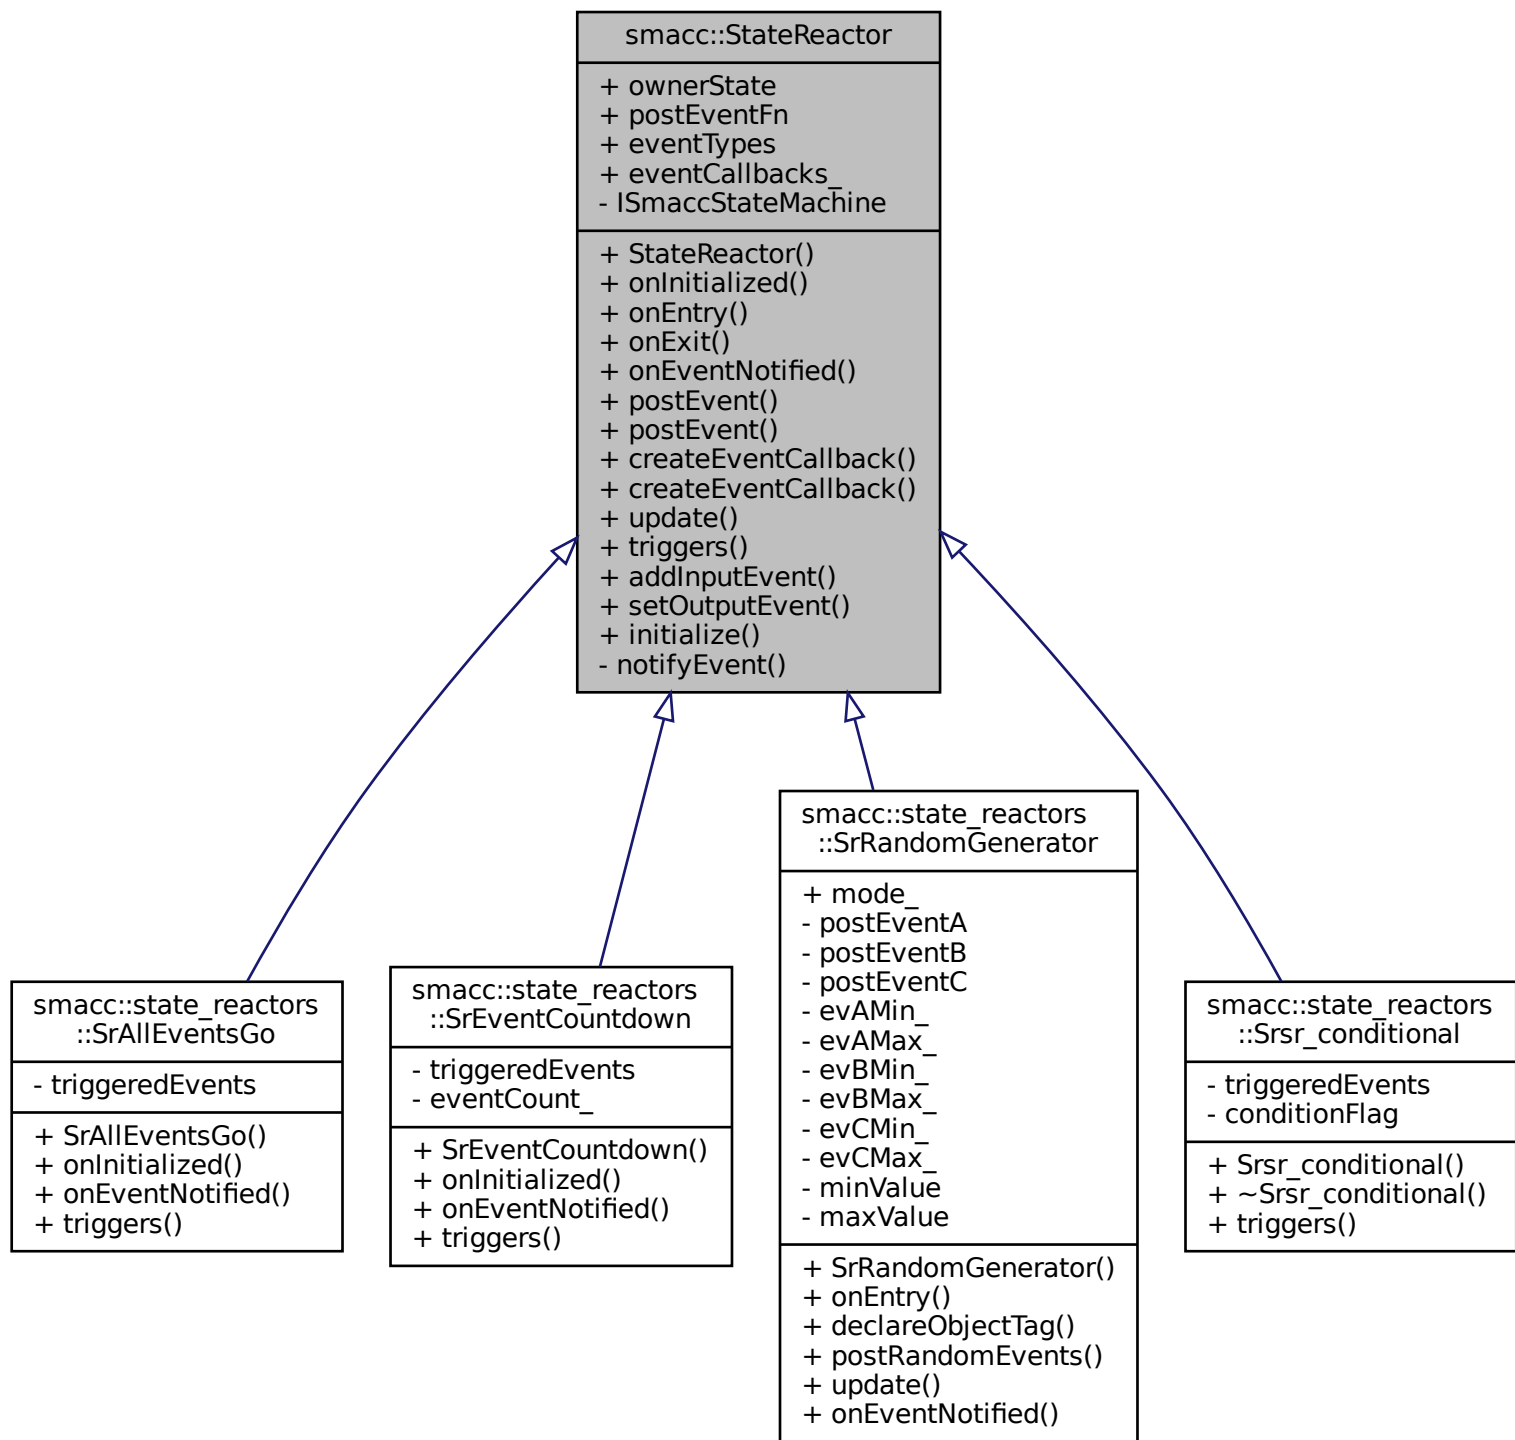 smacc::StateReactor
+ ownerState
+ postEventFn
+ eventTypes
+ eventCallbacks_
- ISmaccStateMachine
+ StateReactor()
+ onInitialized()
+ onEntry()
+ onExit()
+ onEventNotified()
+ postEvent()
+ postEvent()
+ createEventCallback()
+ createEventCallback()
+ update()
+ triggers()
+ addInputEvent()
+ setOutputEvent()
+ initialize()
- notifyEvent()
smacc::state_reactors
::SrAllEventsGo
- triggeredEvents
+ SrAllEventsGo()
+ onInitialized()
+ onEventNotified()
+ triggers()
smacc::state_reactors
::SrEventCountdown
- triggeredEvents
- eventCount_
+ SrEventCountdown()
+ onInitialized()
+ onEventNotified()
+ triggers()
smacc::state_reactors
::SrRandomGenerator
+ mode_
- postEventA
- postEventB
- postEventC
- evAMin_
- evAMax_
- evBMin_
- evBMax_
- evCMin_
- evCMax_
- minValue
- maxValue
+ SrRandomGenerator()
+ onEntry()
+ declareObjectTag()
+ postRandomEvents()
+ update()
+ onEventNotified()
smacc::state_reactors
::Srsr_conditional
- triggeredEvents
- conditionFlag
+ Srsr_conditional()
+ ~Srsr_conditional()
+ triggers()